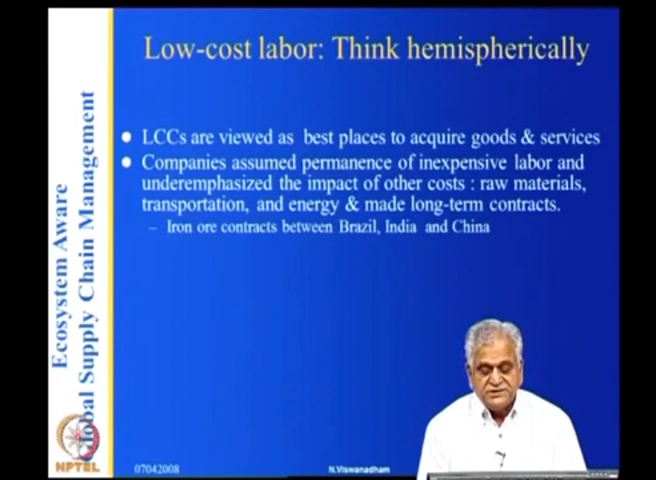 Low-cost labor: Think hemispherically
LCCs are viewed as best places to acquire goods & services
Companies assumed permanence of inexpensive labor and
underemphasized the impact of other costs : raw materials,
transportation, and energy & made long-term contracts.
– Iron ore contracts between Brazil, India and China
Ecosystem Aware
Global Supply Chain Management
NPTEL
07042008
N.Viswanadham